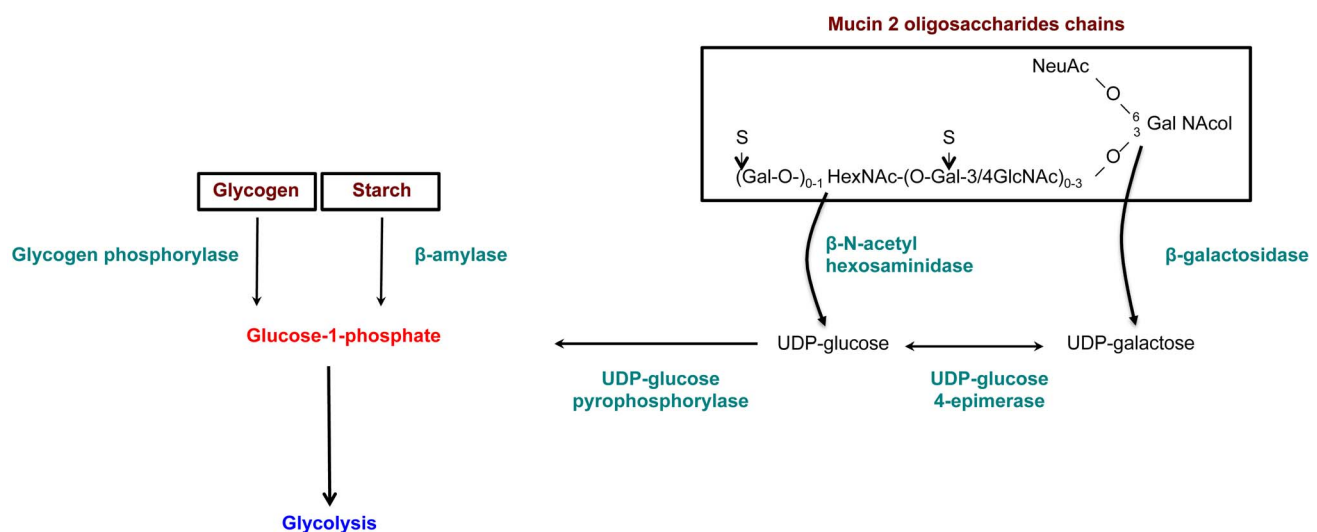 Mucin 2 oligosaccharides chains
NeuAc
O
6
3
Gal NAcol
O
S
S
(Gal-O-)0-1 HexNAc-(O-Gal-3/4GlcNAc)0-3
Glycogen
Starch
Glycogen phosphorylase
β-amylase
β-N-acetyl
hexosaminidase
β-galactosidase
Glucose-1-phosphate
UDP-glucose
UDP-galactose
UDP-glucose
pyrophosphorylase
UDP-glucose
4-epimerase
Glycolysis